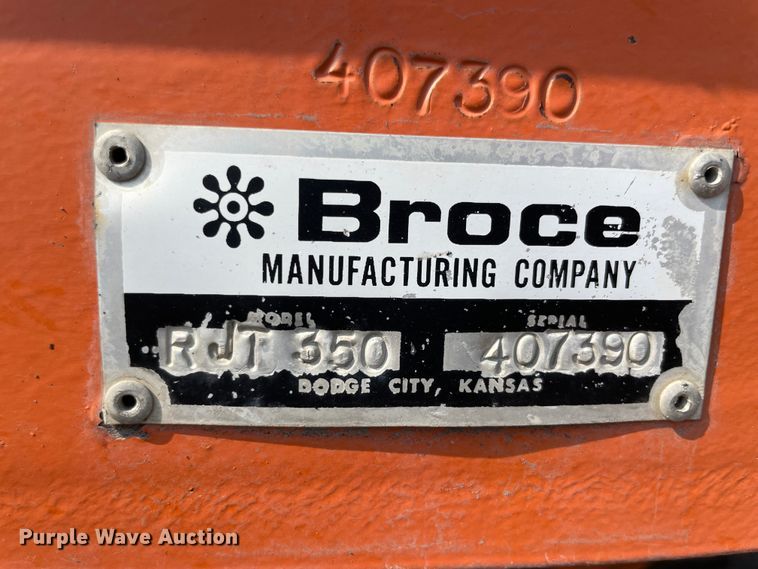 407390
Broce
MANUFACTURING COMPANY
MODEL SERIAL
RJT 350 407390
DODGE CITY, KANSAS
Purple Wave Auction